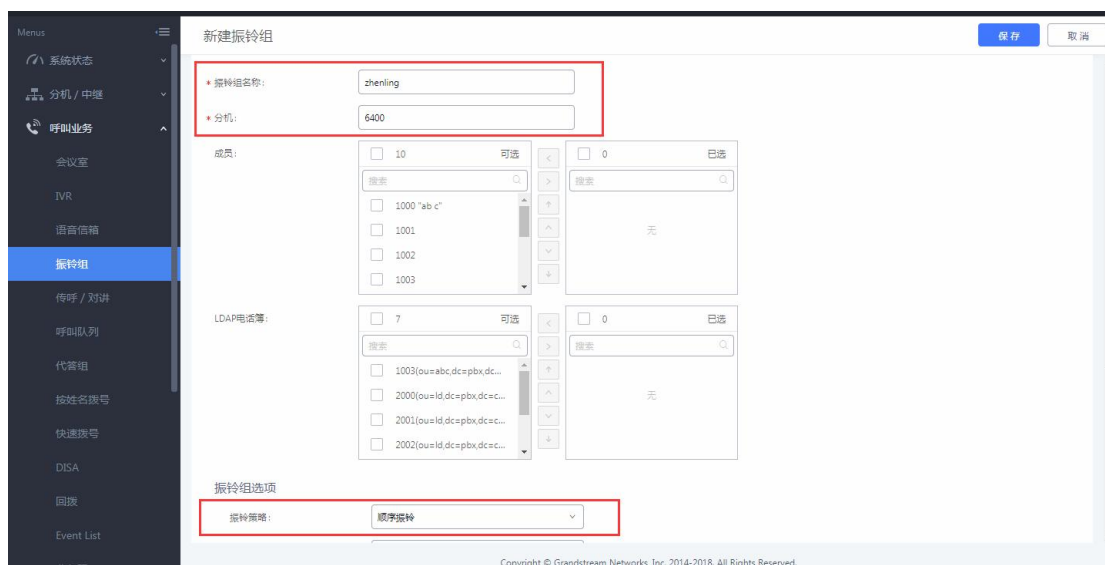 Menus
新建振铃组
保存
取消
系统状态
分机 / 中继
呼叫业务
会议室
IVR
语音信箱
振铃组
传呼 / 对讲
呼叫队列
代答组
按姓名拨号
快速拨号
DISA
回拨
Event List
* 振铃组名称:
zhenling
* 分机:
6400
成员:
10 可选
搜索
1000 "ab c"
1001
1002
1003
0 已选
搜索
无
LDAP电话簿:
7 可选
搜索
1003(ou=abc,dc=pbx,dc...
2000(ou=ld,dc=pbx,dc=c...
2001(ou=ld,dc=pbx,dc=c...
2002(ou=ld,dc=pbx,dc=c...
0 已选
搜索
无
振铃组选项
振铃策略:
顺序振铃
Copyright © Grandstream Networks, Inc. 2014-2018. All Rights Reserved.